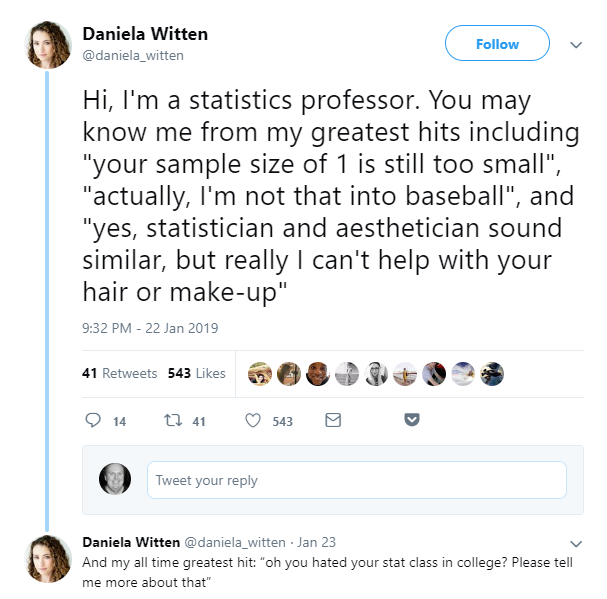 Daniela Witten
@daniela_witten
Follow
Hi, I'm a statistics professor. You may
know me from my greatest hits including
"your sample size of 1 is still too small",
"actually, I'm not that into baseball", and
"yes, statistician and aesthetician sound
similar, but really I can't help with your
hair or make-up"
9:32 PM - 22 Jan 2019
41 Retweets 543 Likes
14 41 543
Tweet your reply
Daniela Witten @daniela_witten · Jan 23
And my all time greatest hit: “oh you hated your stat class in college? Please tell
me more about that”